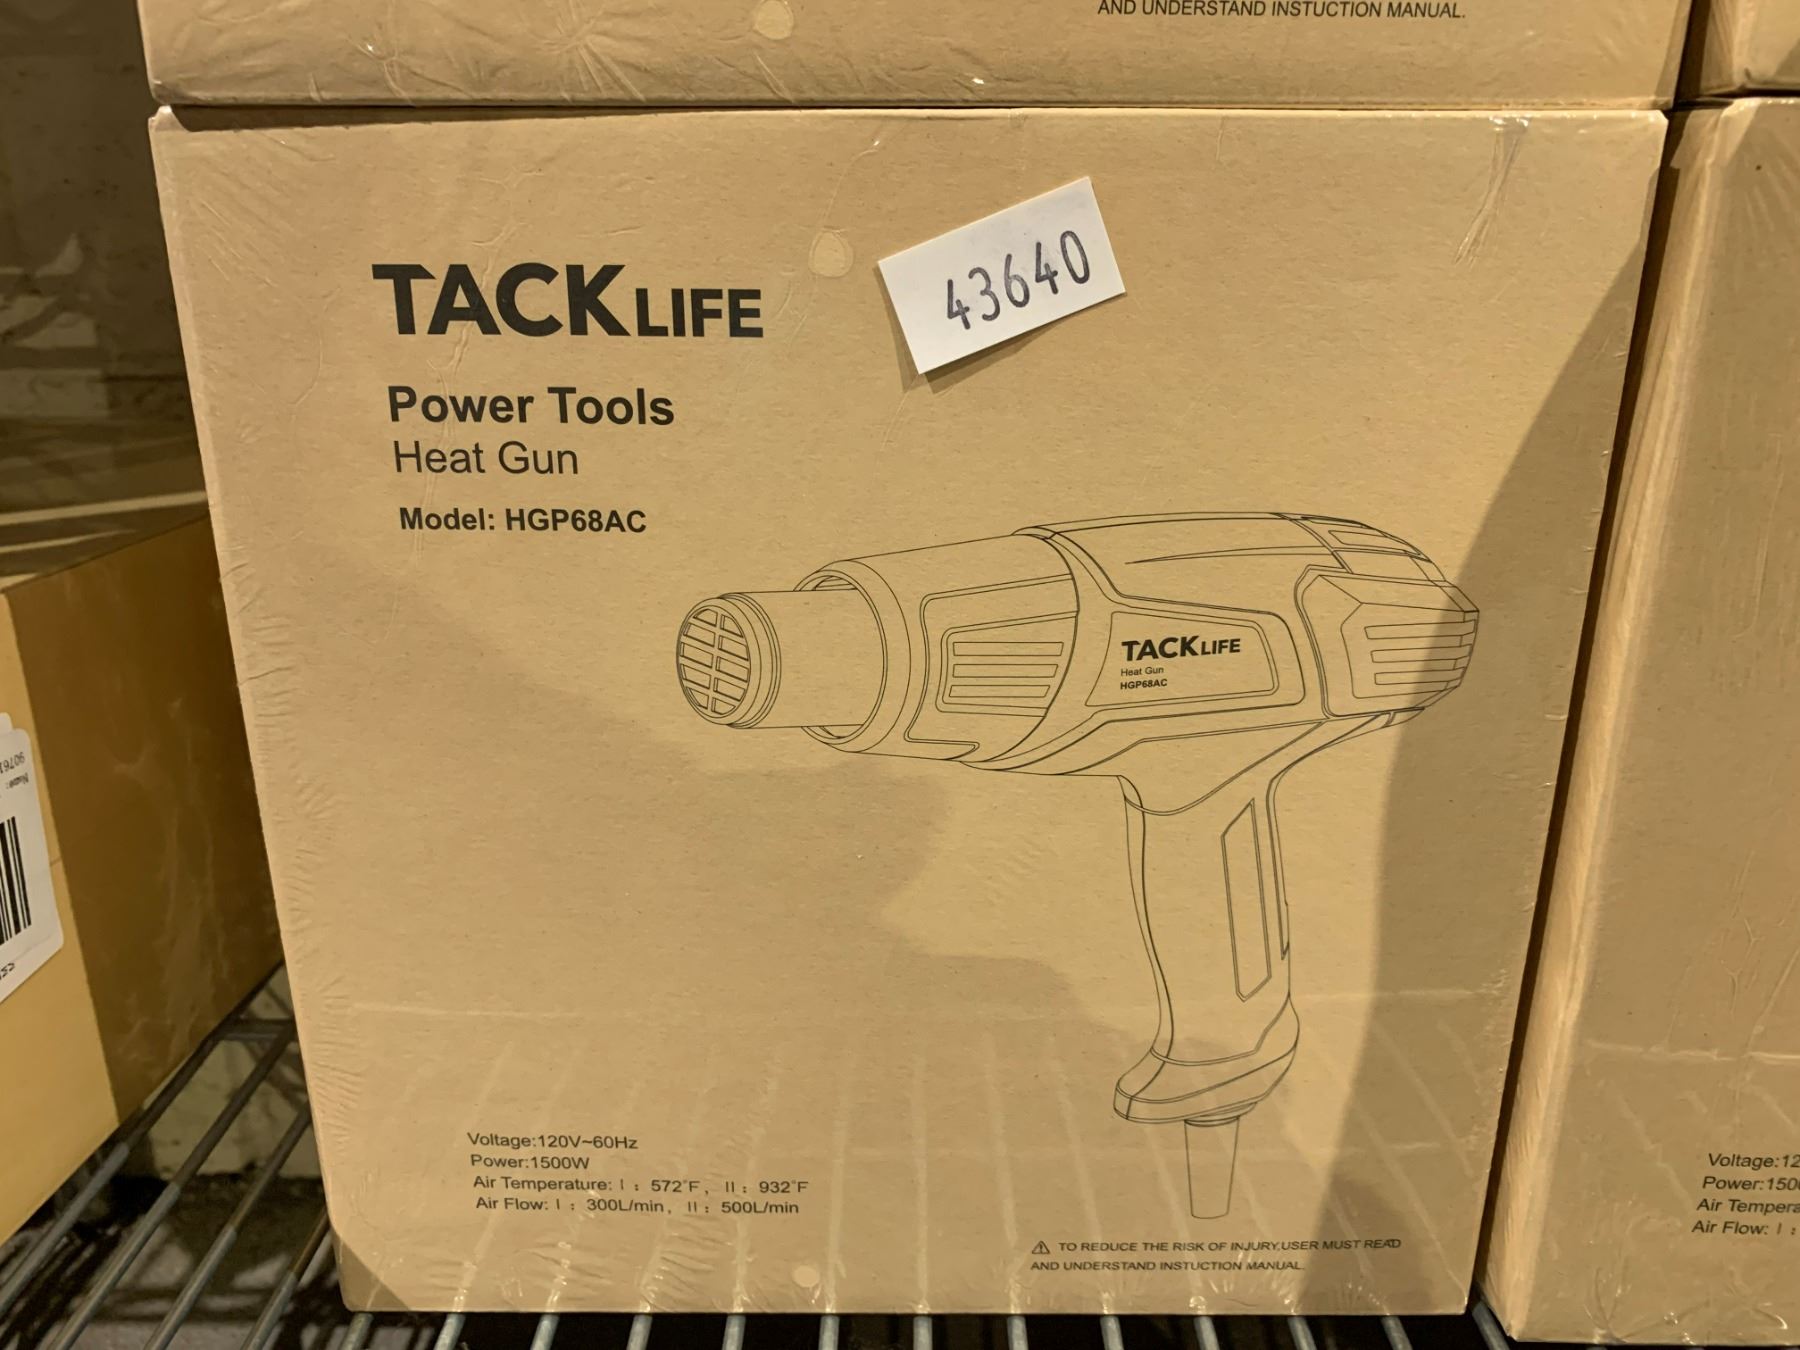 AND UNDERSTAND INSTUCTION MANUAL.
43640
TACKLIFE
Power Tools
Heat Gun
Model: HGP68AC
TACKLIFE
Heat Gun
HGP68AC
Voltage:120V~60Hz
Power:1500W
Air Temperature: I : 572°F, II : 932°F
Air Flow: I : 300L/min, II : 500L/min
⚠ TO REDUCE THE RISK OF INJURY,USER MUST READ
AND UNDERSTAND INSTUCTION MANUAL.
Voltage:12
Power:150
Air Tempera
Air Flow: I :
90761